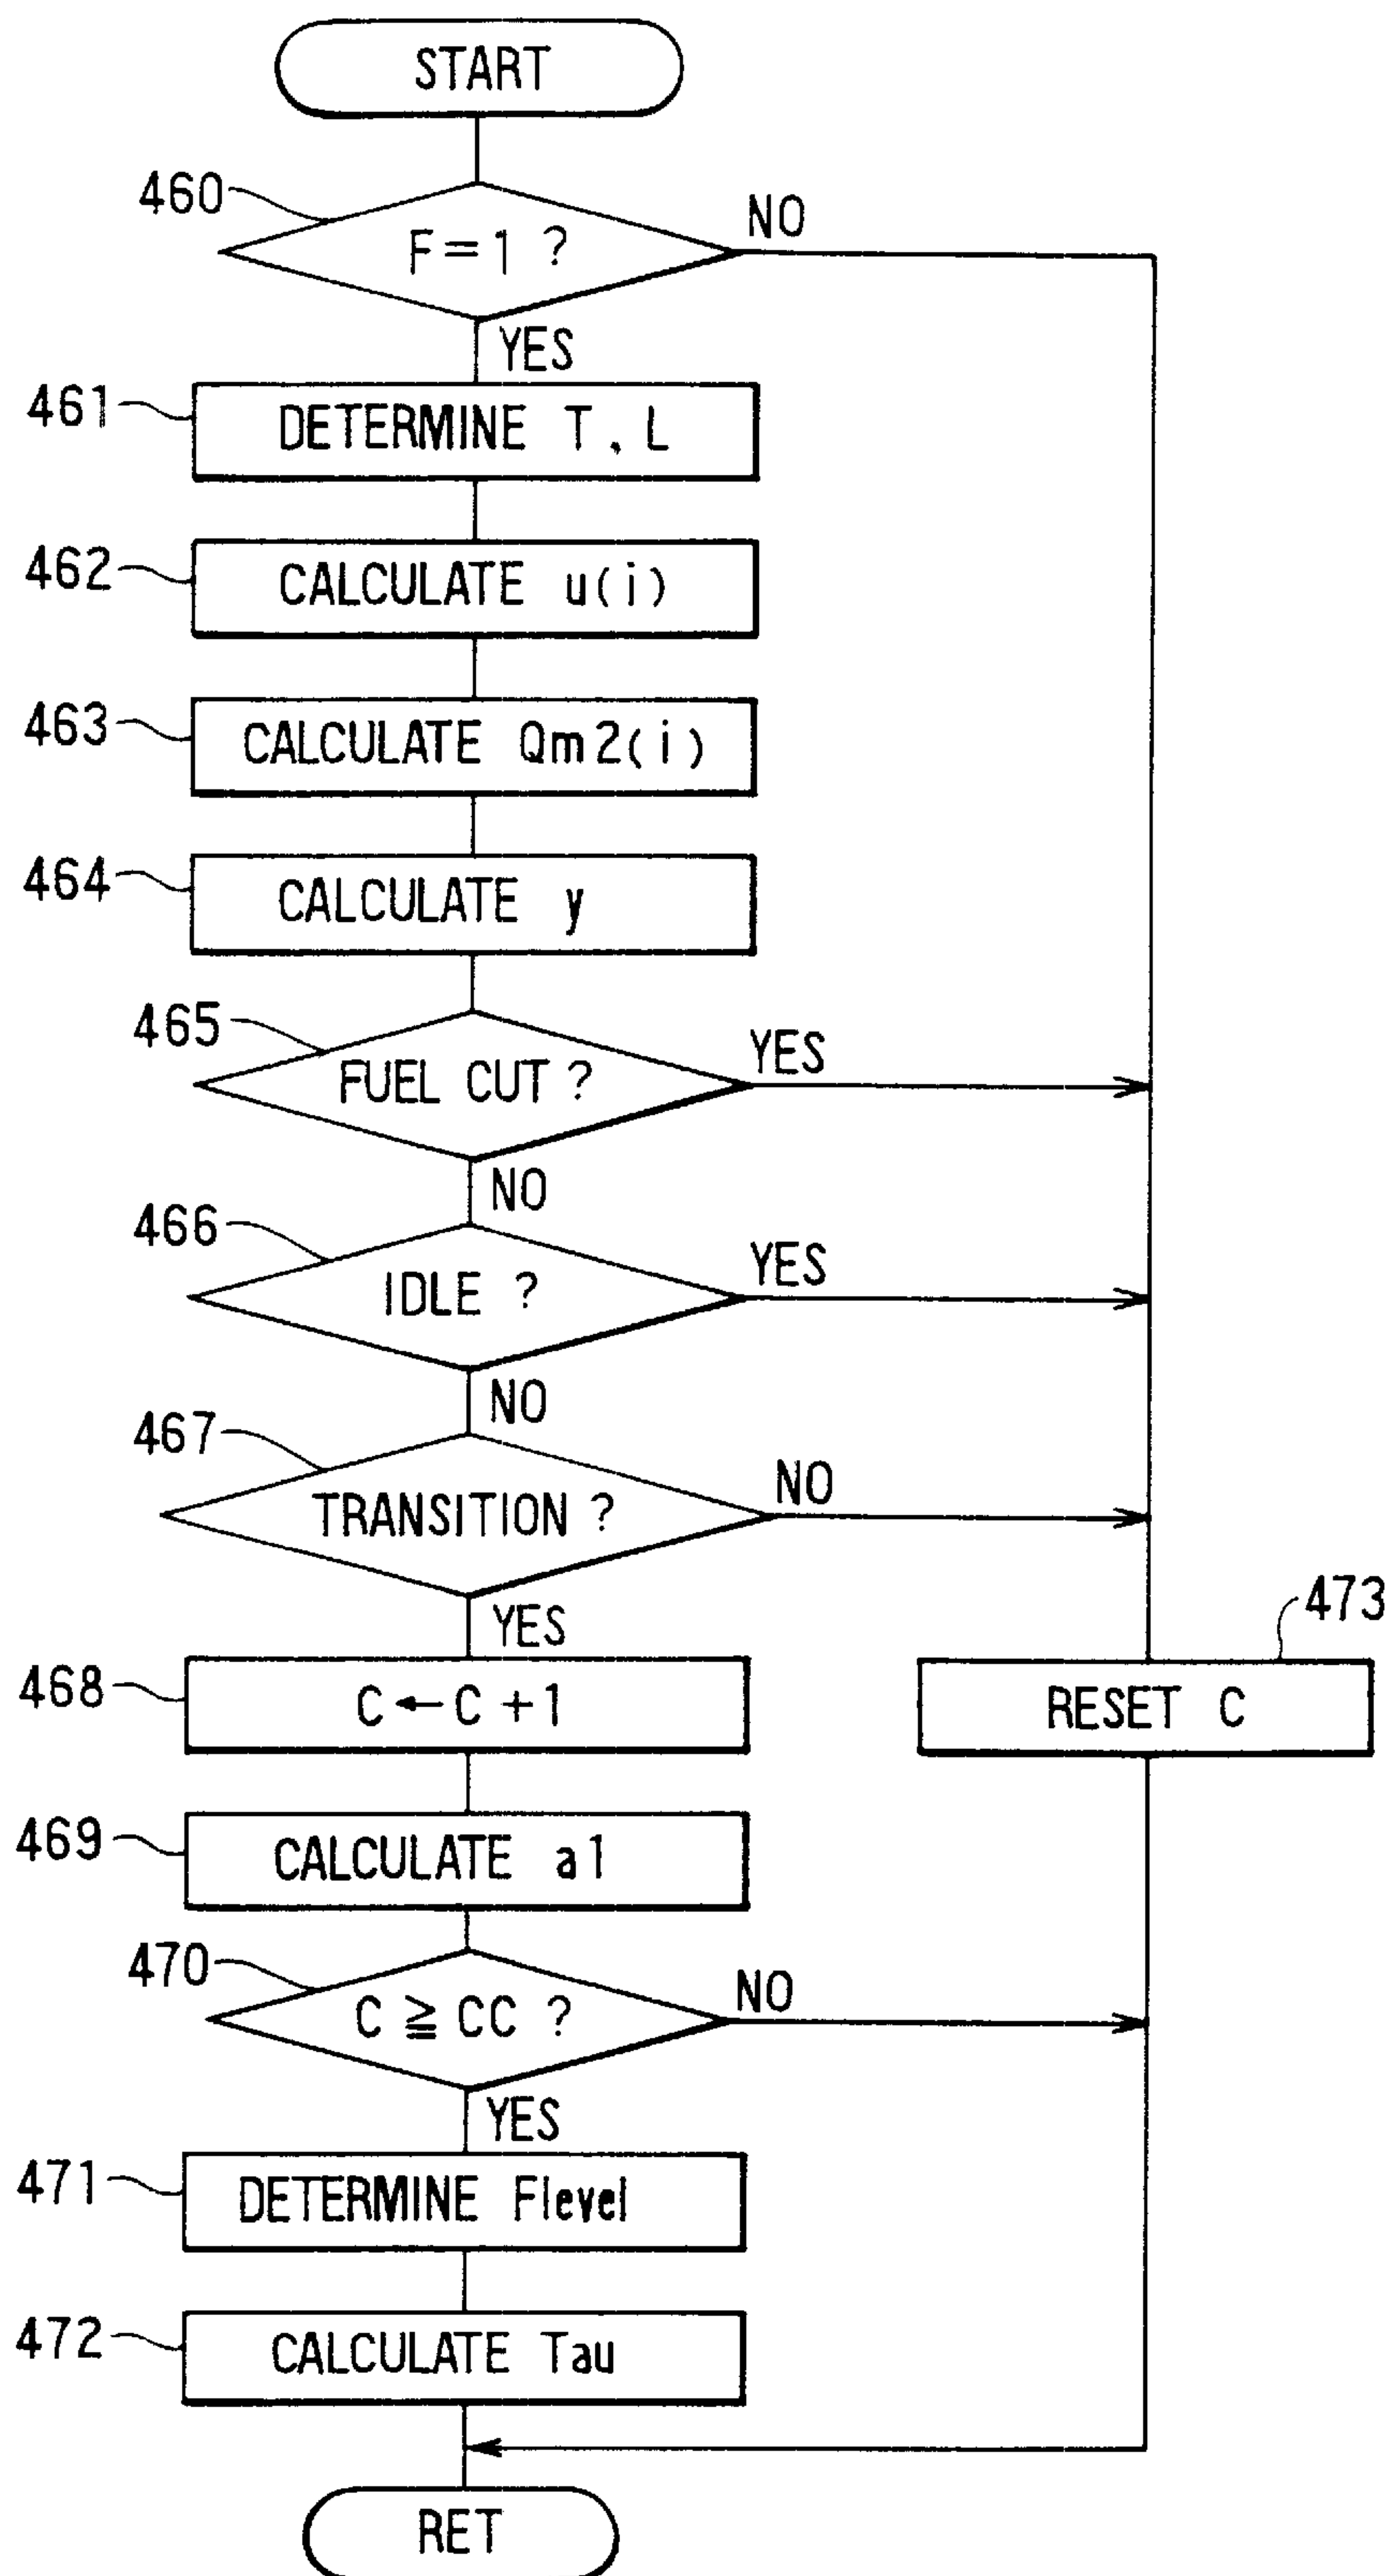 START
460
F=1 ?
NO
YES
461
DETERMINE T, L
462
CALCULATE u(i)
463
CALCULATE Qm2(i)
464
CALCULATE y
465
FUEL CUT ?
YES
NO
466
IDLE ?
YES
NO
467
TRANSITION ?
NO
YES
468
C←C+1
473
RESET C
469
CALCULATE a1
470
C ≧ CC ?
NO
YES
471
DETERMINE Flevel
472
CALCULATE Tau
RET